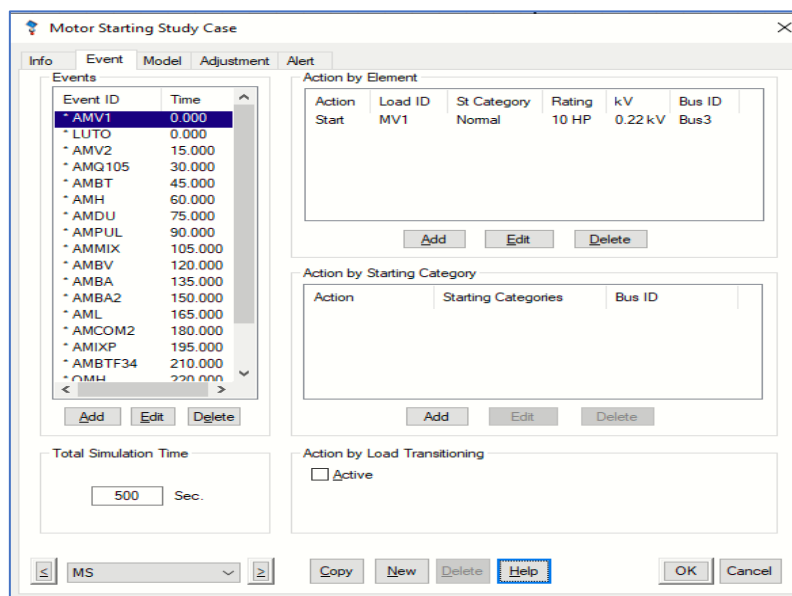 Motor Starting Study Case
Info Event Model Adjustment Alert
Events
Event ID Time
* AMV1 0.000
* LUTO 0.000
* AMV2 15.000
* AMQ105 30.000
* AMBT 45.000
* AMH 60.000
* AMDU 75.000
* AMPUL 90.000
* AMMIX 105.000
* AMBV 120.000
* AMBA 135.000
* AMBA2 150.000
* AML 165.000
* AMCOM2 180.000
* AMIXP 195.000
* AMBTF34 210.000
* OMH 220.000
Add Edit Delete
Action by Element
Action Load ID St Category Rating kV Bus ID
Start MV1 Normal 10 HP 0.22 kV Bus3
Add Edit Delete
Action by Starting Category
Action Starting Categories Bus ID
Add Edit Delete
Total Simulation Time
500 Sec.
Action by Load Transitioning
Active
< MS > Copy New Delete Help OK Cancel